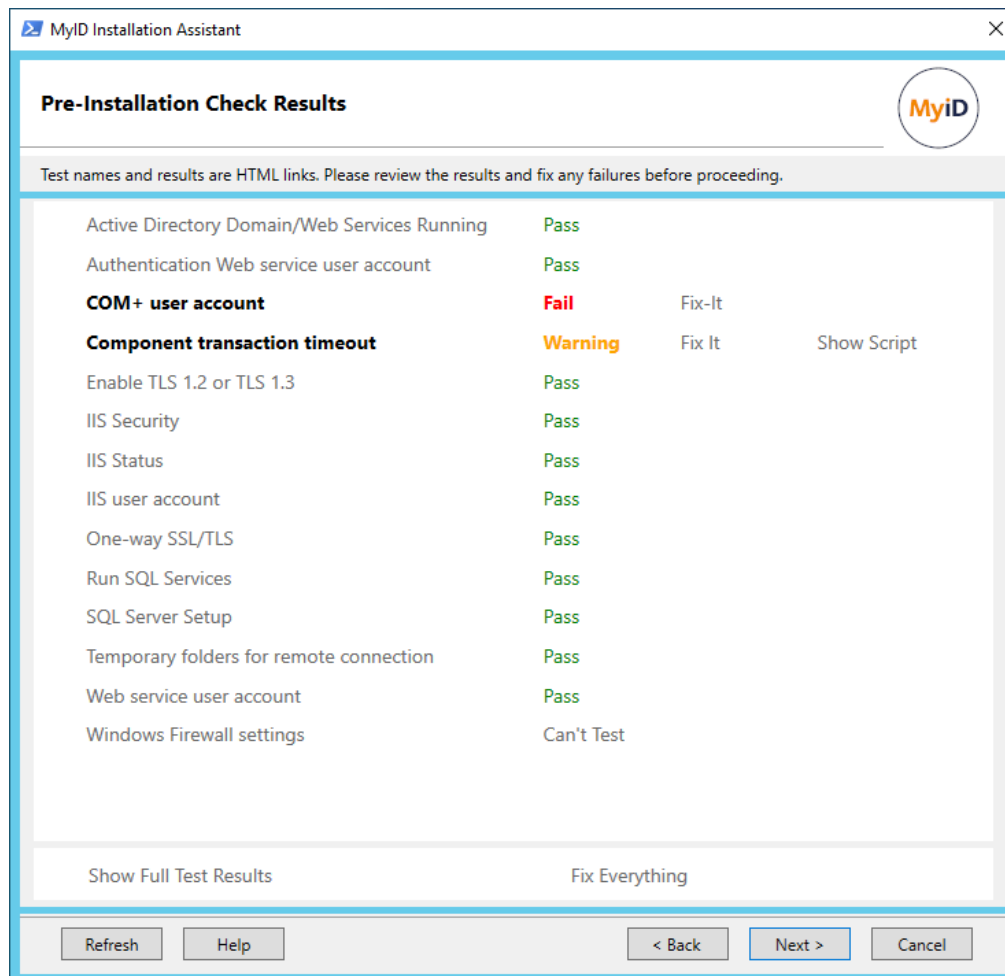 MyID Installation Assistant
Pre-Installation Check Results
MyiD
Test names and results are HTML links. Please review the results and fix any failures before proceeding.
Active Directory Domain/Web Services Running Pass
Authentication Web service user account Pass
COM+ user account Fail Fix-It
Component transaction timeout Warning Fix It Show Script
Enable TLS 1.2 or TLS 1.3 Pass
IIS Security Pass
IIS Status Pass
IIS user account Pass
One-way SSL/TLS Pass
Run SQL Services Pass
SQL Server Setup Pass
Temporary folders for remote connection Pass
Web service user account Pass
Windows Firewall settings Can't Test
Show Full Test Results Fix Everything
Refresh Help < Back Next > Cancel